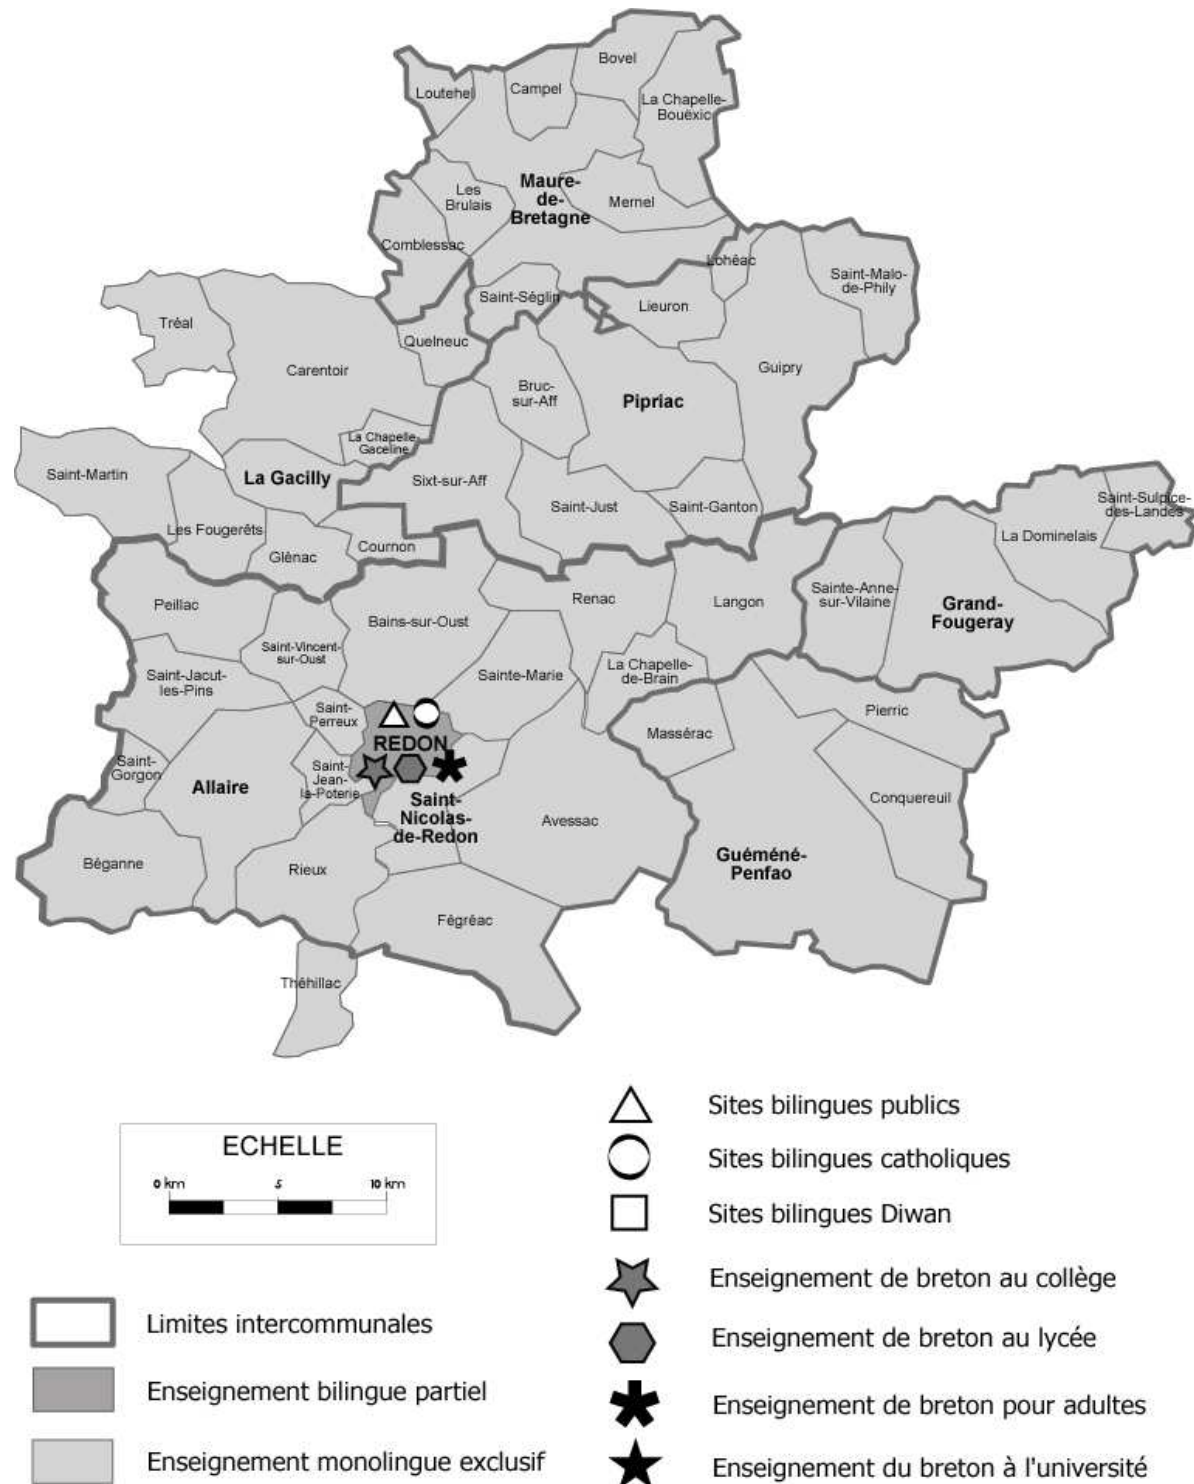 Bovel
Loutehel
Campel
La Chapelle-
Bouëxic
Maure-
de-
Bretagne
Les
Brulais
Mernel
Comblessac
Lohéac
Saint-Malo-
de-Phily
Saint-Séglin
Lieuron
Tréal
Quelneuc
Carentoir
Guipry
Bruc-
sur-Aff
Pipriac
La Chapelle-
Gaceline
Saint-Martin
La Gacilly
Sixt-sur-Aff
Saint-Just
Saint-Ganton
Saint-Sulpice-
des-Landes
Les Fougerêts
La Dominelais
Glénac
Cournon
Peillac
Renac
Langon
Sainte-Anne-
sur-Vilaine
Grand-
Fougeray
Bains-sur-Oust
Saint-Vincent-
sur-Oust
Saint-Jacut-
les-Pins
Sainte-Marie
La Chapelle-
de-Brain
Saint-
Perreux
Pierric
Massérac
REDON
Saint-
Gorgon
Allaire
Saint-
Jean-
la-Poterie
Saint-
Nicolas-
de-Redon
Conquereuil
Avessac
Béganne
Rieux
Guéméné-
Penfao
Fégréac
Théhillac
ECHELLE
0 km 5 10 km
Limites intercommunales
Enseignement bilingue partiel
Enseignement monolingue exclusif
Sites bilingues publics
Sites bilingues catholiques
Sites bilingues Diwan
Enseignement de breton au collège
Enseignement de breton au lycée
Enseignement de breton pour adultes
Enseignement du breton à l'université